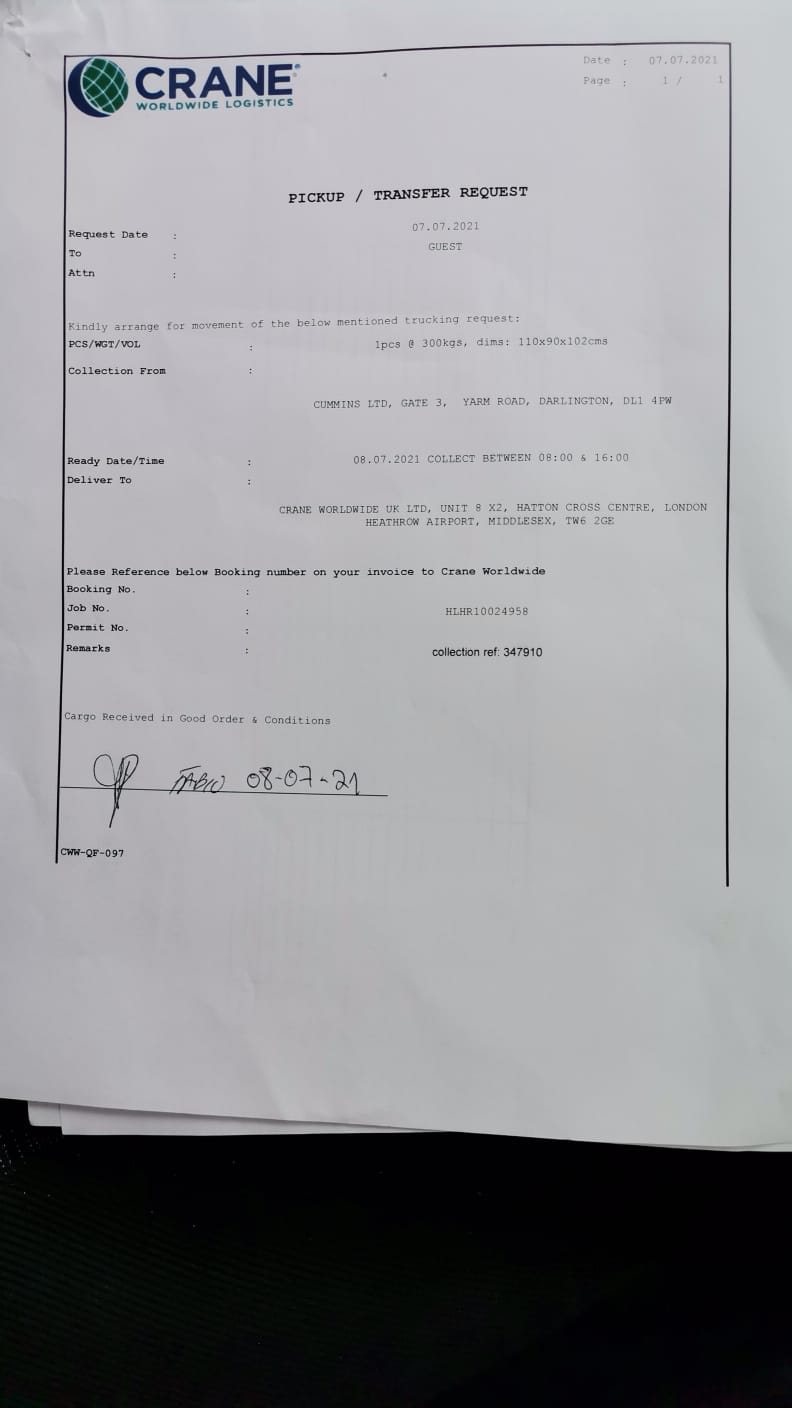 CRANE
WORLDWIDE LOGISTICS
Date : 07.07.2021
Page : 1 / 1
PICKUP / TRANSFER REQUEST
Request Date : 07.07.2021
To : GUEST
Attn :
Kindly arrange for movement of the below mentioned trucking request:
PCS/WGT/VOL : 1pcs @ 300kgs, dims: 110x90x102cms
Collection From :
CUMMINS LTD, GATE 3, YARM ROAD, DARLINGTON, DL1 4PW
Ready Date/Time : 08.07.2021 COLLECT BETWEEN 08:00 & 16:00
Deliver To :
CRANE WORLDWIDE UK LTD, UNIT 8 X2, HATTON CROSS CENTRE, LONDON
HEATHROW AIRPORT, MIDDLESEX, TW6 2GE
Please Reference below Booking number on your invoice to Crane Worldwide
Booking No. :
Job No. : HLHR10024958
Permit No. :
Remarks : collection ref: 347910
Cargo Received in Good Order & Conditions
FABIO 08-07-21
CWW-QF-097